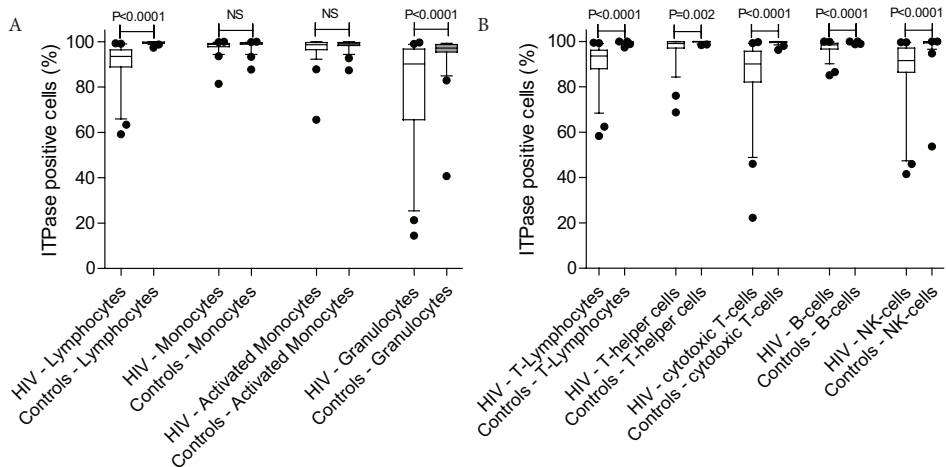 A
P<0.0001
NS
NS
P<0.0001
ITPase positive cells (%)
100
80
60
40
20
0
HIV - Lymphocytes
Controls - Lymphocytes
HIV - Monocytes
Controls - Monocytes
HIV - Activated Monocytes
Controls - Activated Monocytes
HIV - Granulocytes
Controls - Granulocytes
B
P<0.0001
P=0.002
P<0.0001
P<0.0001
P<0.0001
ITPase positive cells (%)
100
80
60
40
20
0
HIV - T-Lymphocytes
Controls - T-Lymphocytes
HIV - T-helper cells
Controls - T-helper cells
HIV - cytotoxic T-cells
Controls - cytotoxic T-cells
HIV - B-cells
Controls - B-cells
HIV - NK-cells
Controls - NK-cells